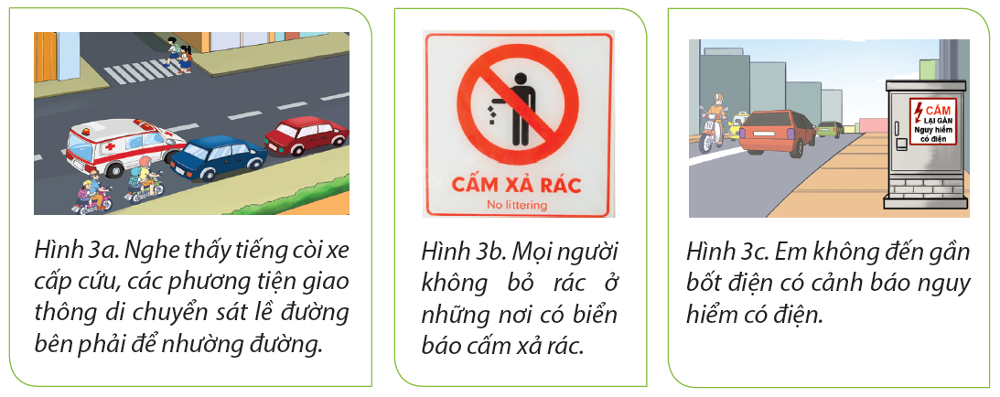 CẤM
LẠI GẦN
Nguy hiểm
có điện
CẤM XẢ RÁC
No littering
Hình 3a. Nghe thấy tiếng còi xe
cấp cứu, các phương tiện giao
thông di chuyển sát lề đường
bên phải để nhường đường.
Hình 3b. Mọi người
không bỏ rác ở
những nơi có biển
báo cấm xả rác.
Hình 3c. Em không đến gần
bốt điện có cảnh báo nguy
hiểm có điện.